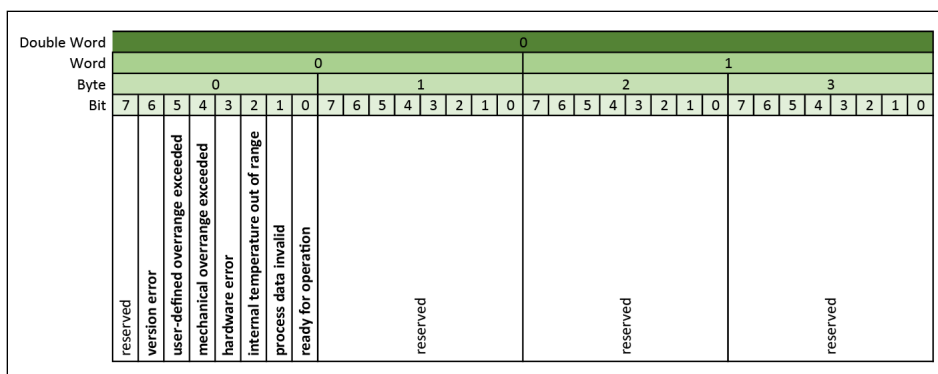 Double Word 0
Word 0 1
Byte 0 1 2 3
Bit 7 6 5 4 3 2 1 0 7 6 5 4 3 2 1 0 7 6 5 4 3 2 1 0 7 6 5 4 3 2 1 0
reserved
version error
user-defined overrange exceeded
mechanical overrange exceeded
hardware error
internal temperature out of range
process data invalid
ready for operation
reserved
reserved
reserved